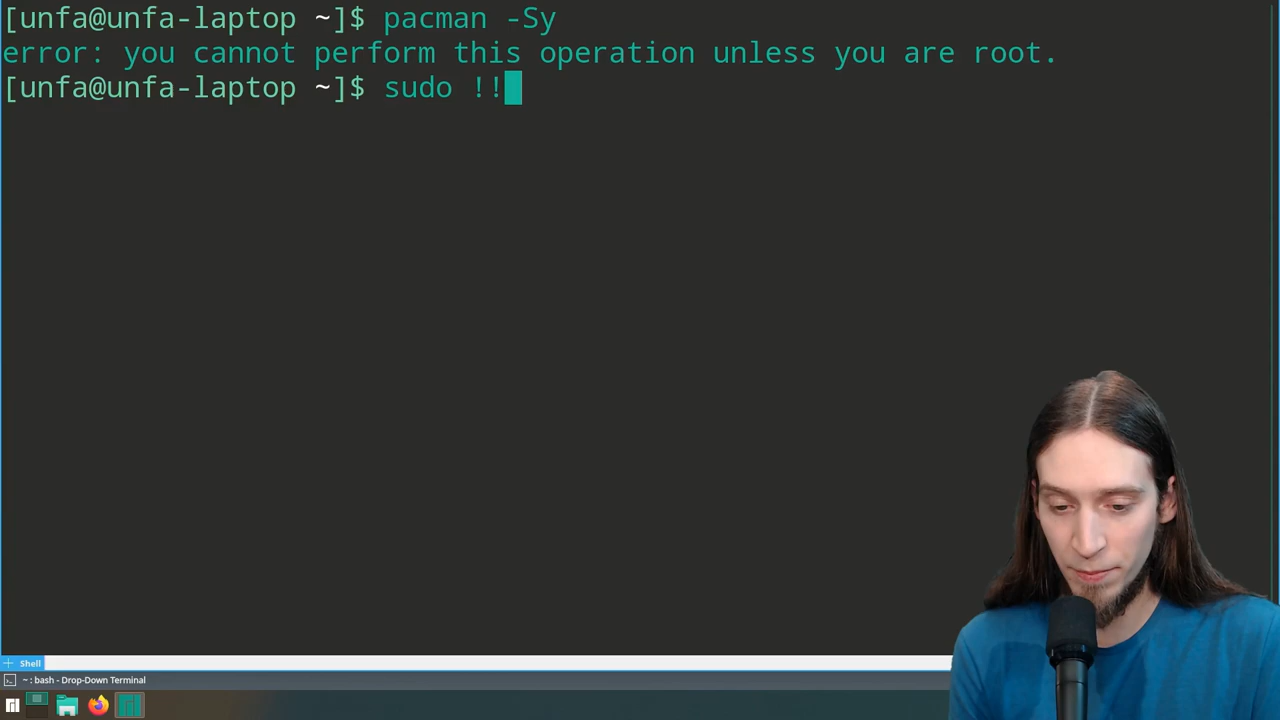 [unfa@unfa-laptop ~]$ pacman -Sy
error: you cannot perform this operation unless you are root.
[unfa@unfa-laptop ~]$ sudo !!
Shell
~ : bash - Drop-Down Terminal